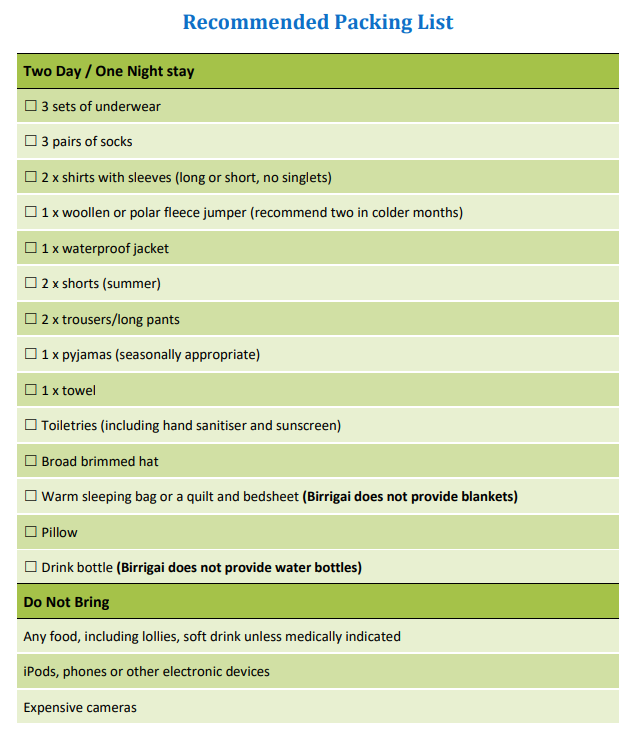 Recommended Packing List
Two Day / One Night stay
☐ 3 sets of underwear
☐ 3 pairs of socks
☐ 2 x shirts with sleeves (long or short, no singlets)
☐ 1 x woollen or polar fleece jumper (recommend two in colder months)
☐ 1 x waterproof jacket
☐ 2 x shorts (summer)
☐ 2 x trousers/long pants
☐ 1 x pyjamas (seasonally appropriate)
☐ 1 x towel
☐ Toiletries (including hand sanitiser and sunscreen)
☐ Broad brimmed hat
☐ Warm sleeping bag or a quilt and bedsheet (Birrigai does not provide blankets)
☐ Pillow
☐ Drink bottle (Birrigai does not provide water bottles)
Do Not Bring
Any food, including lollies, soft drink unless medically indicated
iPods, phones or other electronic devices
Expensive cameras